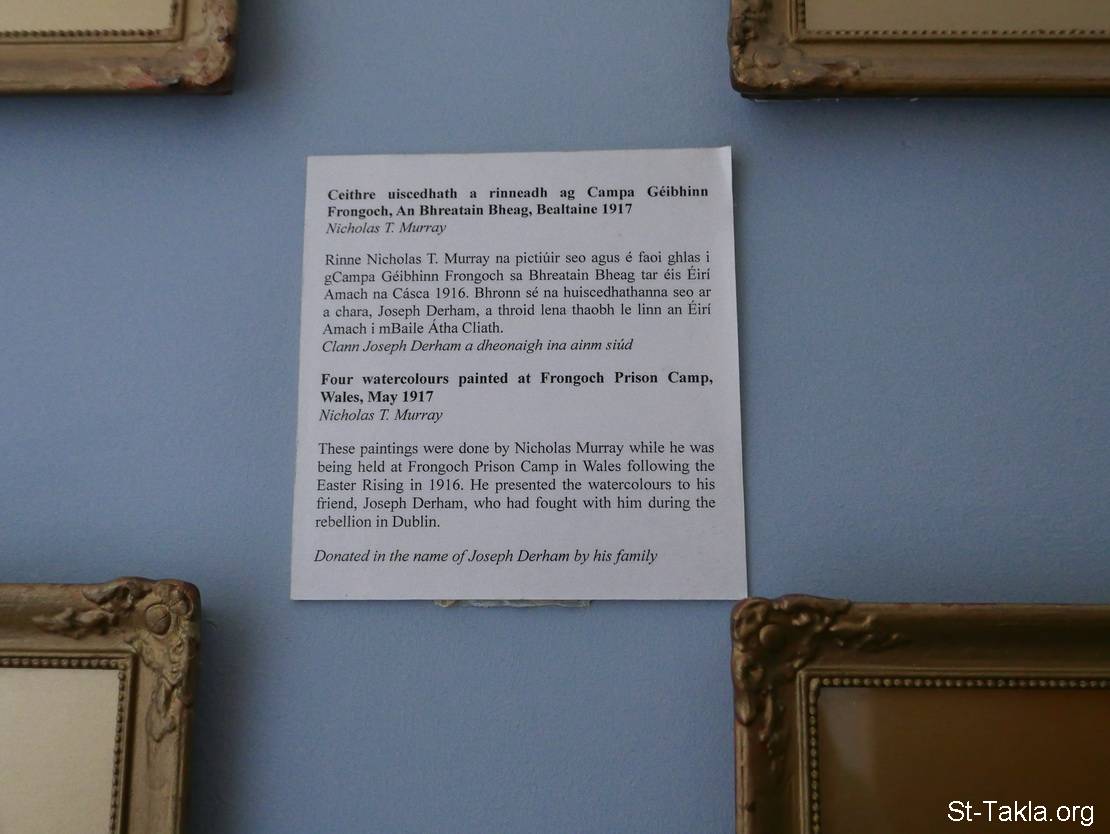 Ceithre uiscedhath a rinneadh ag Campa Géibhinn
Frongoch, An Bhreatain Bheag, Bealtaine 1917
Nicholas T. Murray
Rinne Nicholas T. Murray na pictiúir seo agus é faoi ghlas i
gCampa Géibhinn Frongoch sa Bhreatain Bheag tar éis Éirí
Amach na Cásca 1916. Bhronn sé na huiscedhathanna seo ar
a chara, Joseph Derham, a throid lena thaobh le linn an Éirí
Amach i mBaile Átha Cliath.
Clann Joseph Derham a dheonaigh ina ainm siúd
Four watercolours painted at Frongoch Prison Camp,
Wales, May 1917
Nicholas T. Murray
These paintings were done by Nicholas Murray while he was
being held at Frongoch Prison Camp in Wales following the
Easter Rising in 1916. He presented the watercolours to his
friend, Joseph Derham, who had fought with him during the
rebellion in Dublin.
Donated in the name of Joseph Derham by his family
St-Takla.org